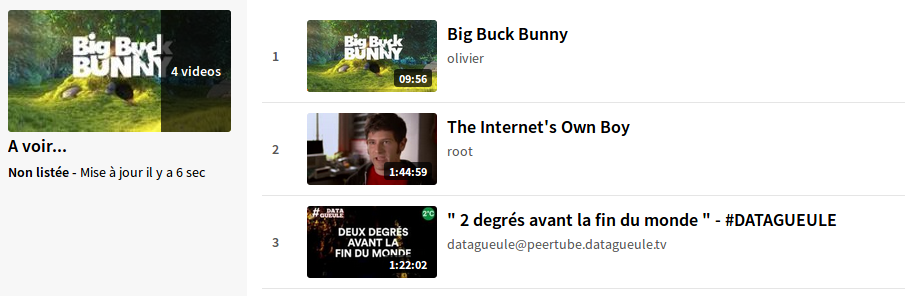 Big Buck
BUNNY
4 videos
A voir...
Non listée - Mise à jour il y a 6 sec
1
Big Buck
BUNNY
09:56
Big Buck Bunny
olivier
2
1:44:59
The Internet's Own Boy
root
3
#DATA
GUEULE
2°C
DEUX DEGRÉS
AVANT LA
FIN DU MONDE
1:22:02
" 2 degrés avant la fin du monde " - #DATAGUEULE
datagueule@peertube.datagueule.tv